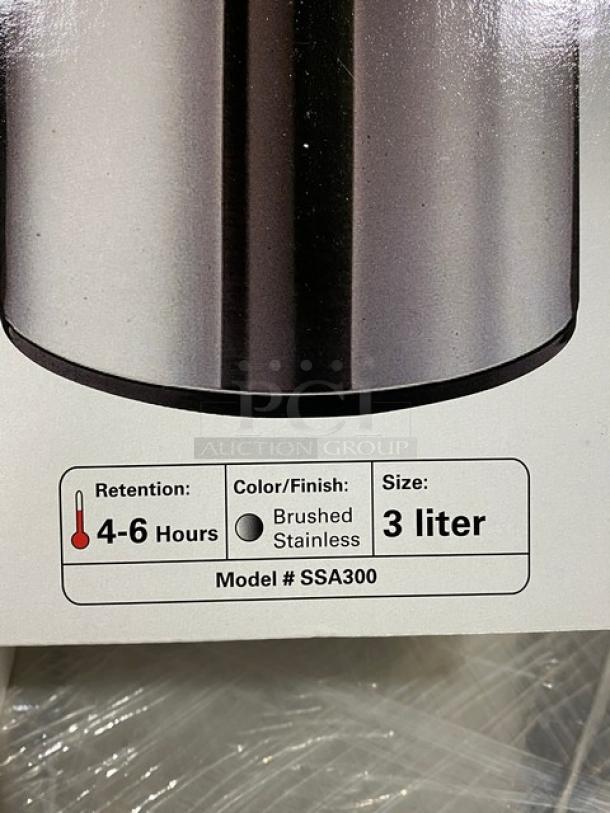 PCI
AUCTION GROUP
Retention:
4-6 Hours
Color/Finish:
Brushed
Stainless
Size:
3 liter
Model # SSA300